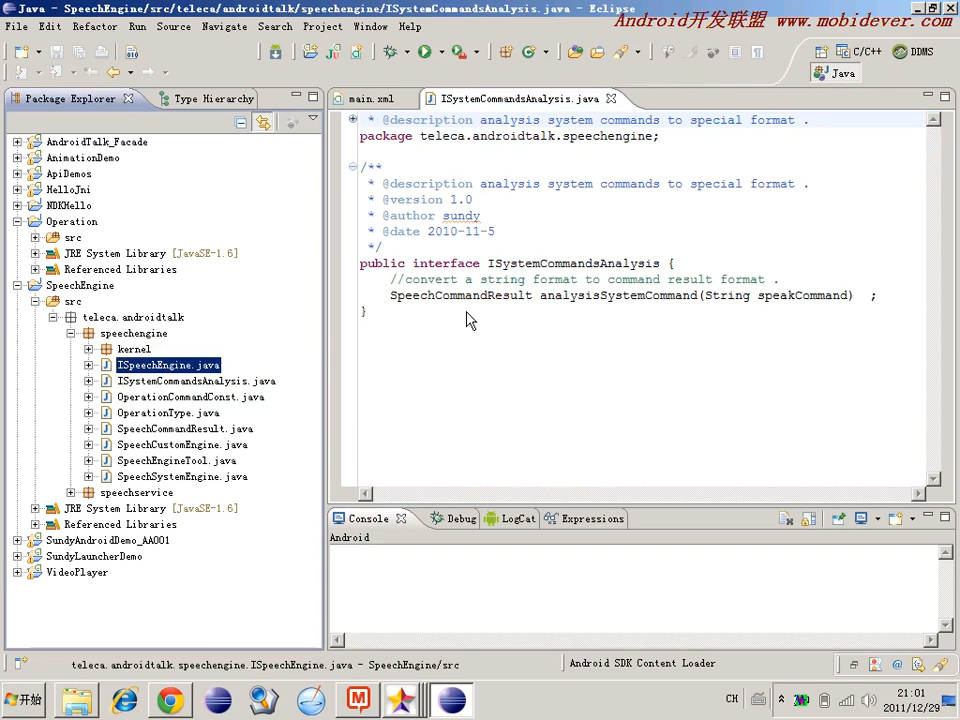 Java - SpeechEngine/src/teleca/androidtalk/speechengine/ISystemCommandsAnalysis.java - Eclipse
Android开发联盟 www.mobidever.com
File Edit Refactor Run Source Navigate Search Project Window Help
C/C++ DDMS
Java
Package Explorer Type Hierarchy
main.xml ISystemCommandsAnalysis.java
AndroidTalk_Facade
AnimationDemo
ApiDemos
HelloJni
NDKHello
Operation
src
JRE System Library [JavaSE-1.6]
Referenced Libraries
SpeechEngine
src
teleca.androidtalk
speechengine
kernel
ISpeechEngine.java
ISystemCommandsAnalysis.java
OperationCommandConst.java
OperationType.java
SpeechCommandResult.java
SpeechCustomEngine.java
SpeechEngineTool.java
SpeechSystemEngine.java
speechservice
JRE System Library [JavaSE-1.6]
Referenced Libraries
SundyAndroidDemo_AA001
SundyLauncherDemo
VideoPlayer
* @description analysis system commands to special format .
package teleca.androidtalk.speechengine;
/**
* @description analysis system commands to special format .
* @version 1.0
* @author sundy
* @date 2010-11-5
*/
public interface ISystemCommandsAnalysis {
//convert a string format to command result format .
SpeechCommandResult analysisSystemCommand(String speakCommand) ;
}
Console Debug LogCat Expressions
Android
teleca.androidtalk.speechengine.ISpeechEngine.java - SpeechEngine/src
Android SDK Content Loader
开始
CH
21:01
2011/12/29